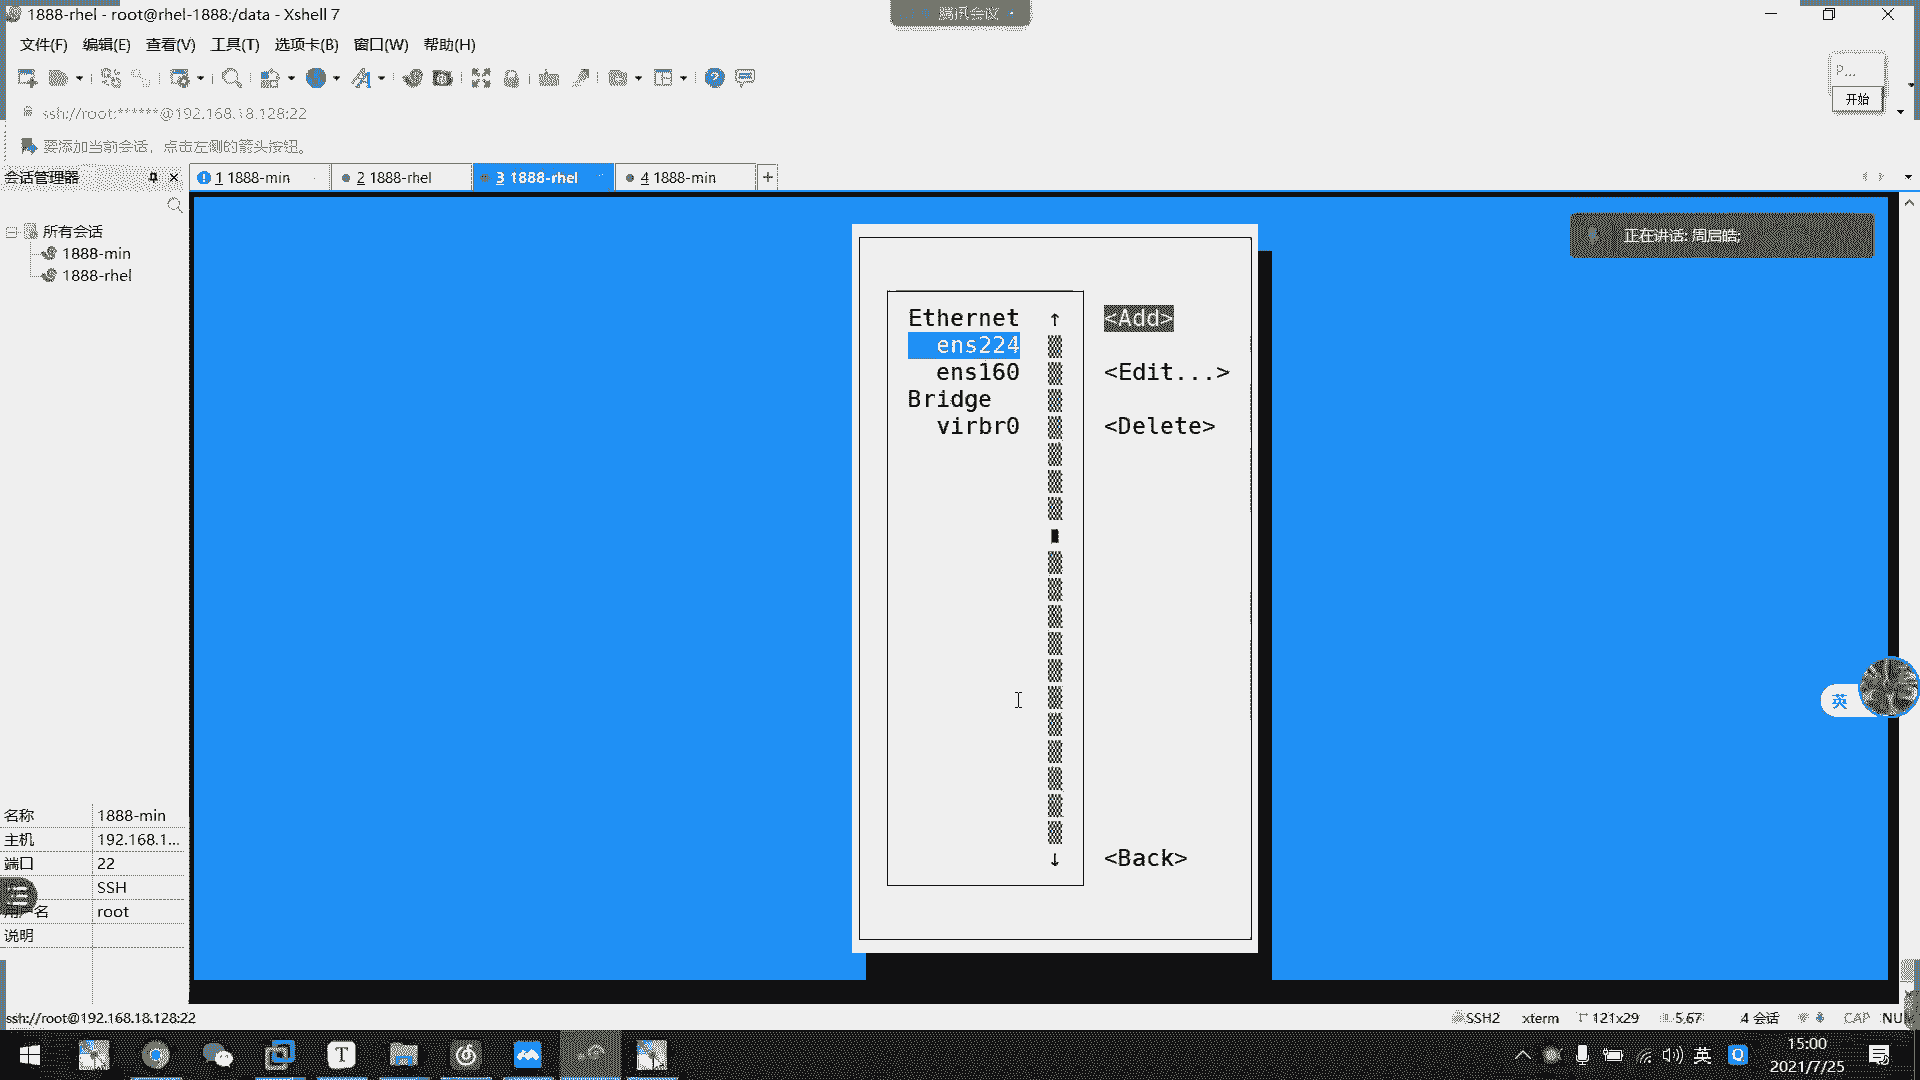 1888-rhel - root@rhel-1888:/data - Xshell 7
腾讯会议
文件(F) 编辑(E) 查看(V) 工具(T) 选项卡(B) 窗口(W) 帮助(H)
P...
开始
ssh://root:******@192.168.18.128:22
要添加当前会话，点击左侧的箭头按钮。
会话管理器
1 1888-min
2 1888-rhel
3 1888-rhel
4 1888-min
所有会话
1888-min
1888-rhel
正在讲话: 周启皓;
Ethernet
ens224
ens160
Bridge
virbr0
<Add>
<Edit...>
<Delete>
<Back>
英
名称 1888-min
主机 192.168.1...
端口 22
SSH
用户名 root
说明
ssh://root@192.168.18.128:22
SSH2 xterm 121x29 5,67 4 会话 CAP NUM
T
英
15:00
2021/7/25